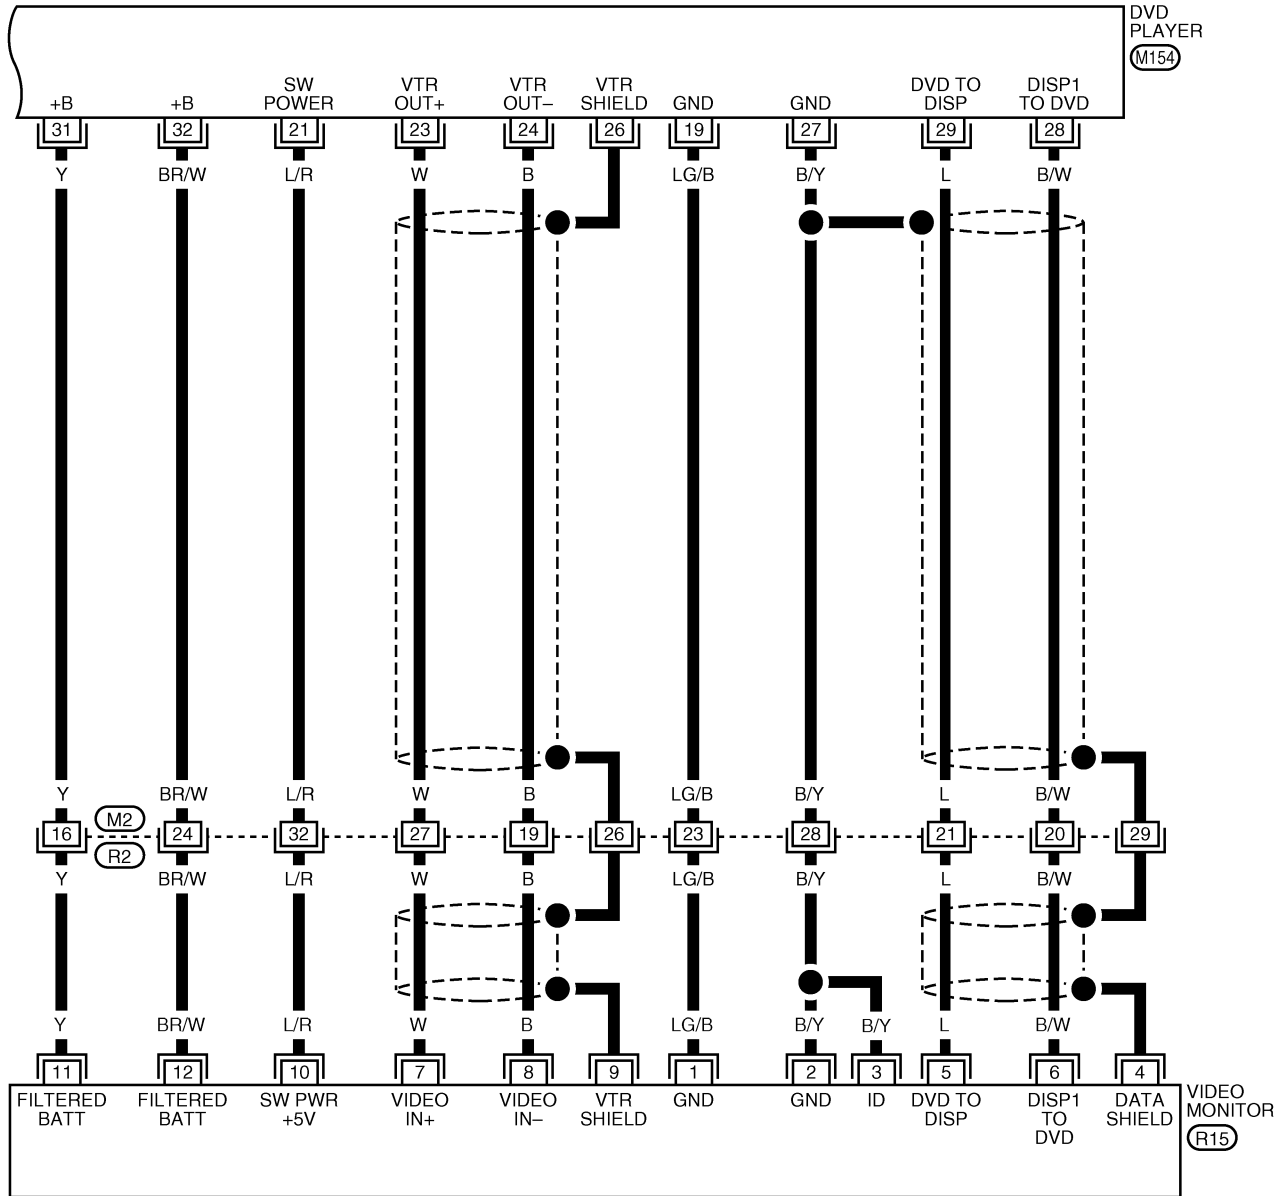 DVD
PLAYER
M154
+B
+B
SW
POWER
VTR
OUT+
VTR
OUT–
VTR
SHIELD
GND
GND
DVD TO
DISP
DISP1
TO DVD
31 32 21 23 24 26 19 27 29 28
Y BR/W L/R W B LG/B B/Y L B/W
Y BR/W L/R W B LG/B B/Y L B/W
M2
16 24 32 27 19 26 23 28 21 20 29
R2
Y BR/W L/R W B LG/B B/Y L B/W
Y BR/W L/R W B LG/B B/Y B/Y L B/W
11 12 10 7 8 9 1 2 3 5 6 4
FILTERED
BATT
FILTERED
BATT
SW PWR
+5V
VIDEO
IN+
VIDEO
IN–
VTR
SHIELD
GND
GND
ID
DVD TO
DISP
DISP1
TO
DVD
DATA
SHIELD
VIDEO
MONITOR
R15